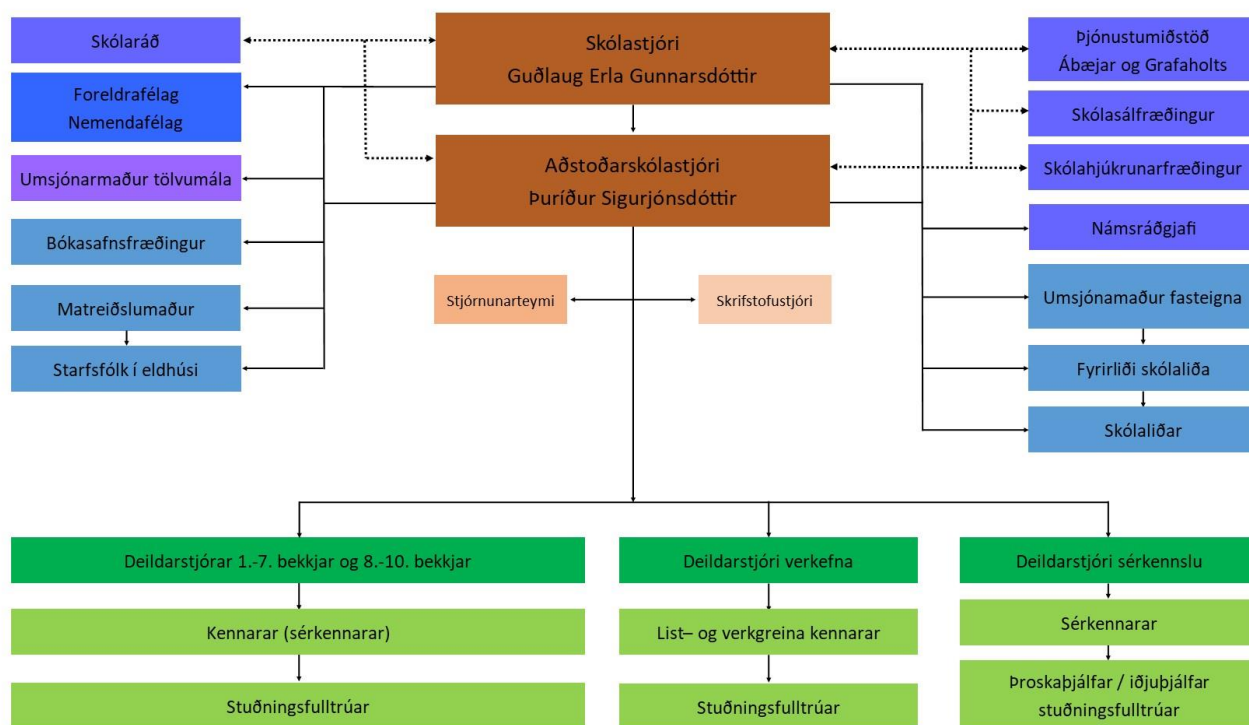 Skólaráð
Foreldrafélag
Nemendafélag
Umsjónarmaður tölvumála
Bókasafnsfræðingur
Matreiðslumaður
Starfsfólk í eldhúsi
Skólastjóri
Guðlaug Erla Gunnarsdóttir
Aðstoðarskólastjóri
Þuríður Sigurjónsdóttir
Stjórnunarteymi
Skrifstofustjóri
Þjónustumiðstöð
Ábæjar og Grafaholts
Skólasálfræðingur
Skólahjúkrunarfræðingur
Námsráðgjafi
Umsjónamaður fasteigna
Fyrirliði skólaliða
Skólaliðar
Deildarstjórar 1.-7. bekkjar og 8.-10. bekkjar
Kennarar (sérkennarar)
Stuðningsfulltrúar
Deildarstjóri verkefna
List– og verkgreina kennarar
Stuðningsfulltrúar
Deildarstjóri sérkennslu
Sérkennarar
Þroskaþjálfar / iðjuþjálfar
stuðningsfulltrúar